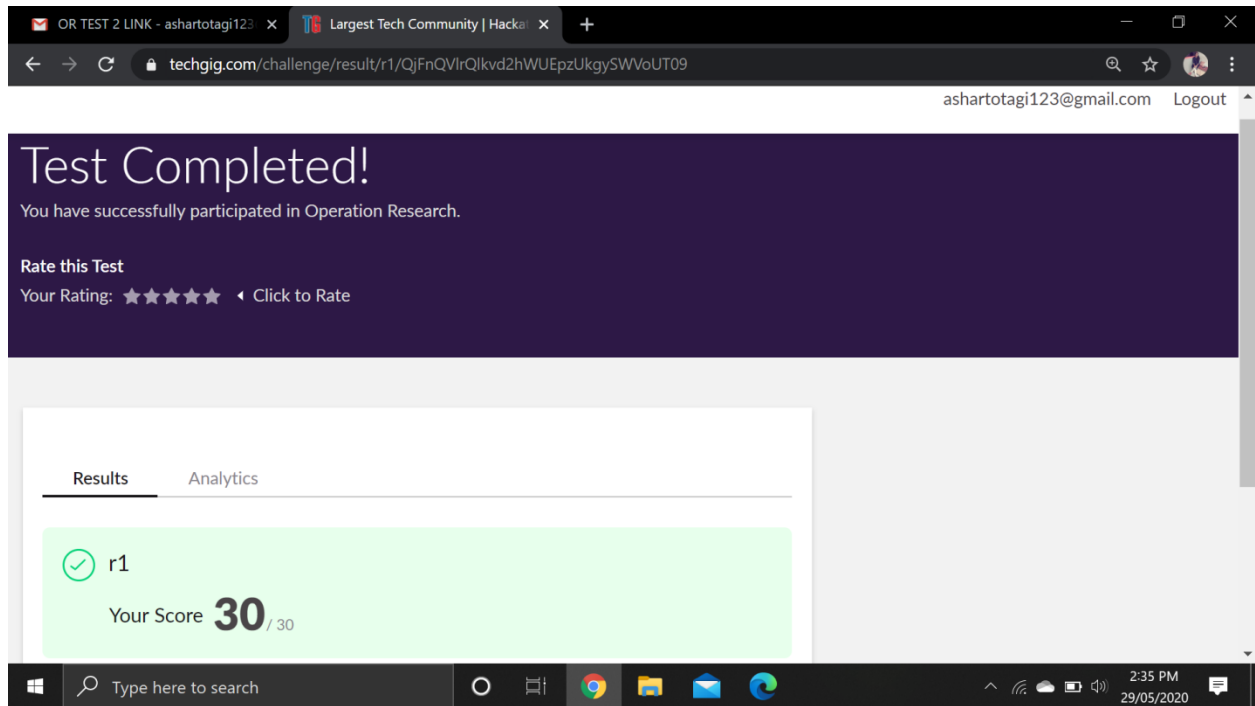 OR TEST 2 LINK - ashartotagi123
Largest Tech Community | Hackat
techgig.com/challenge/result/r1/QjFnQVlrQlkvd2hWUEpzUkgySWVoUT09
ashartotagi123@gmail.com Logout
Test Completed!
You have successfully participated in Operation Research.
Rate this Test
Your Rating: Click to Rate
Results Analytics
r1
Your Score 30 / 30
Type here to search
2:35 PM
29/05/2020